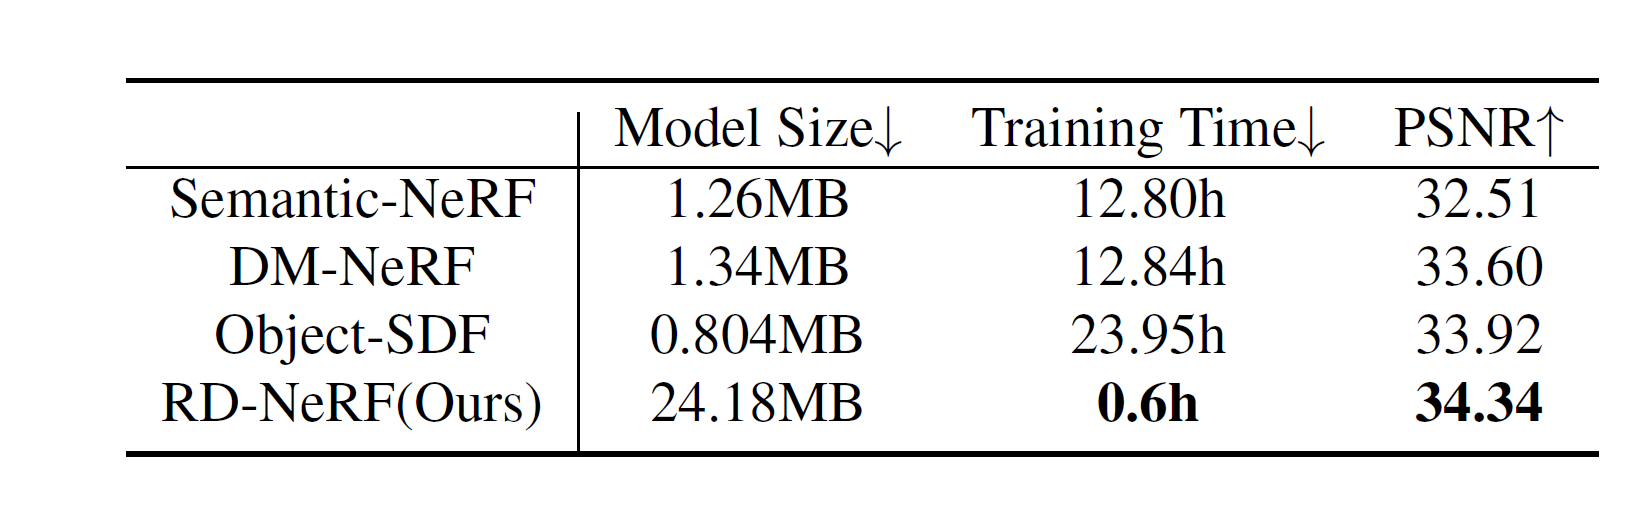 Model Size↓ Training Time↓ PSNR↑
Semantic-NeRF 1.26MB 12.80h 32.51
DM-NeRF 1.34MB 12.84h 33.60
Object-SDF 0.804MB 23.95h 33.92
RD-NeRF(Ours) 24.18MB 0.6h 34.34